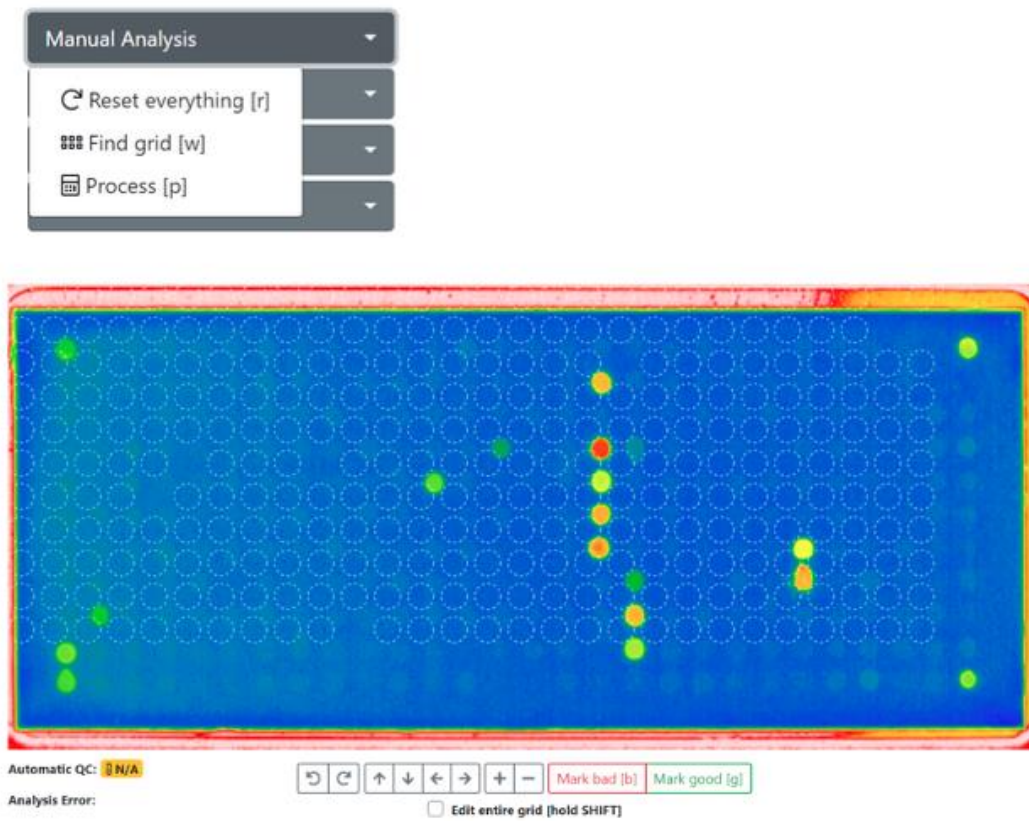 Manual Analysis
Reset everything [r]
Find grid [w]
Process [p]
Automatic QC: N/A
Analysis Error:
Mark bad [b] Mark good [g]
Edit entire grid [hold SHIFT]